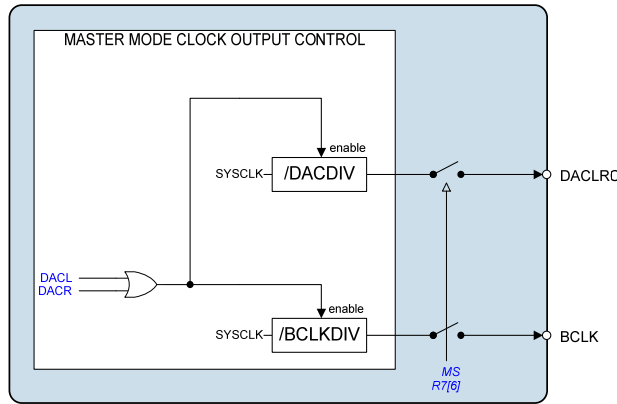 MASTER MODE CLOCK OUTPUT CONTROL
enable
SYSCLK
/DACDIV
DACLRC
DACL
DACR
enable
SYSCLK
/BCLKDIV
BCLK
MS
R7[6]